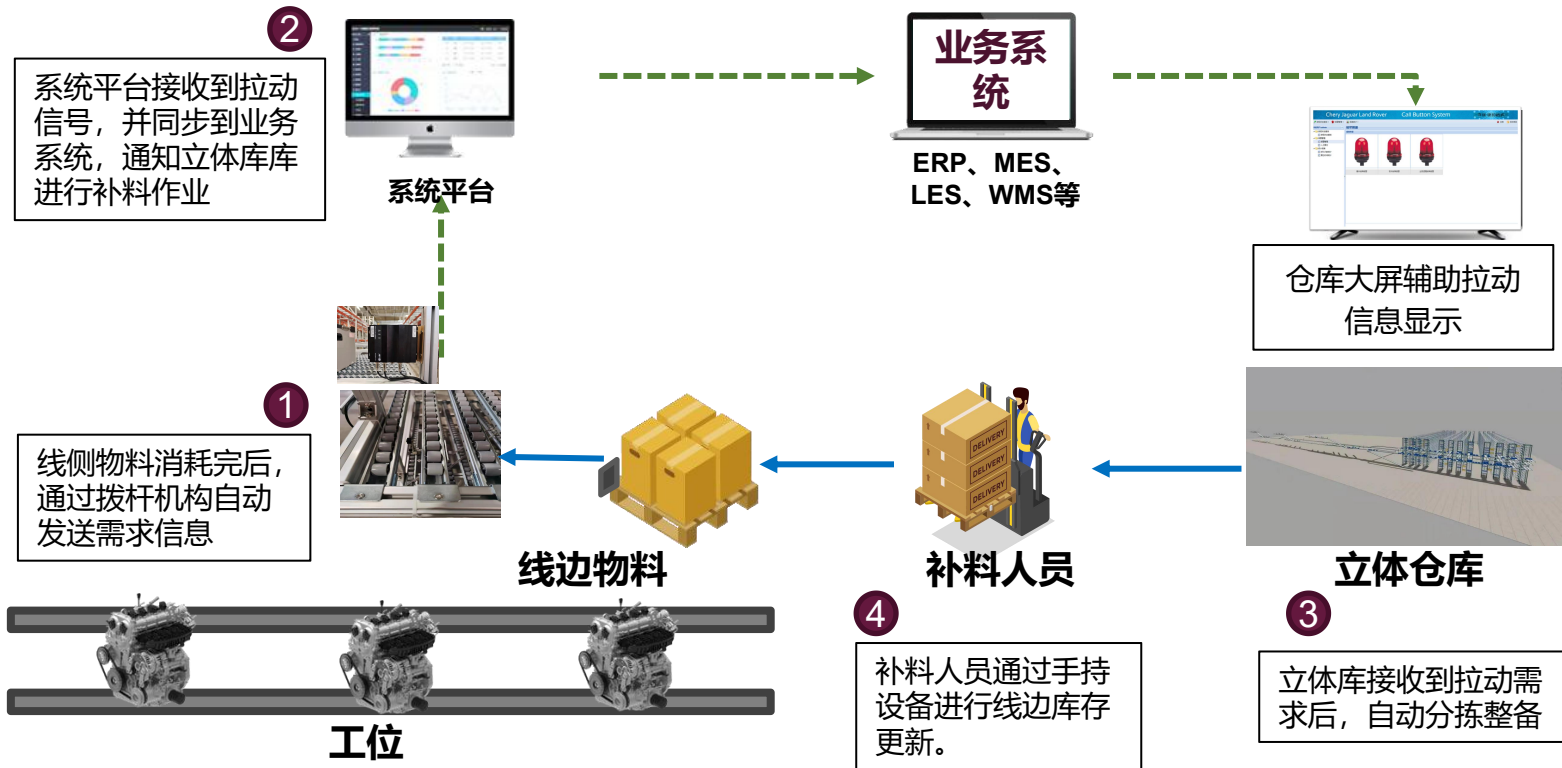 2
系统平台接收到拉动
信号，并同步到业务
系统，通知立体库库
进行补料作业
系统平台
业务系
统
ERP、MES、
LES、WMS等
Chery Jaguar Land Rover Call Button System
仓库大屏辅助拉动
信息显示
1
线侧物料消耗完后，
通过拨杆机构自动
发送需求信息
DELIVERY
DELIVERY
DELIVERY
线边物料
补料人员
立体仓库
4
补料人员通过手持
设备进行线边库存
更新。
3
立体库接收到拉动需
求后，自动分拣整备
工位